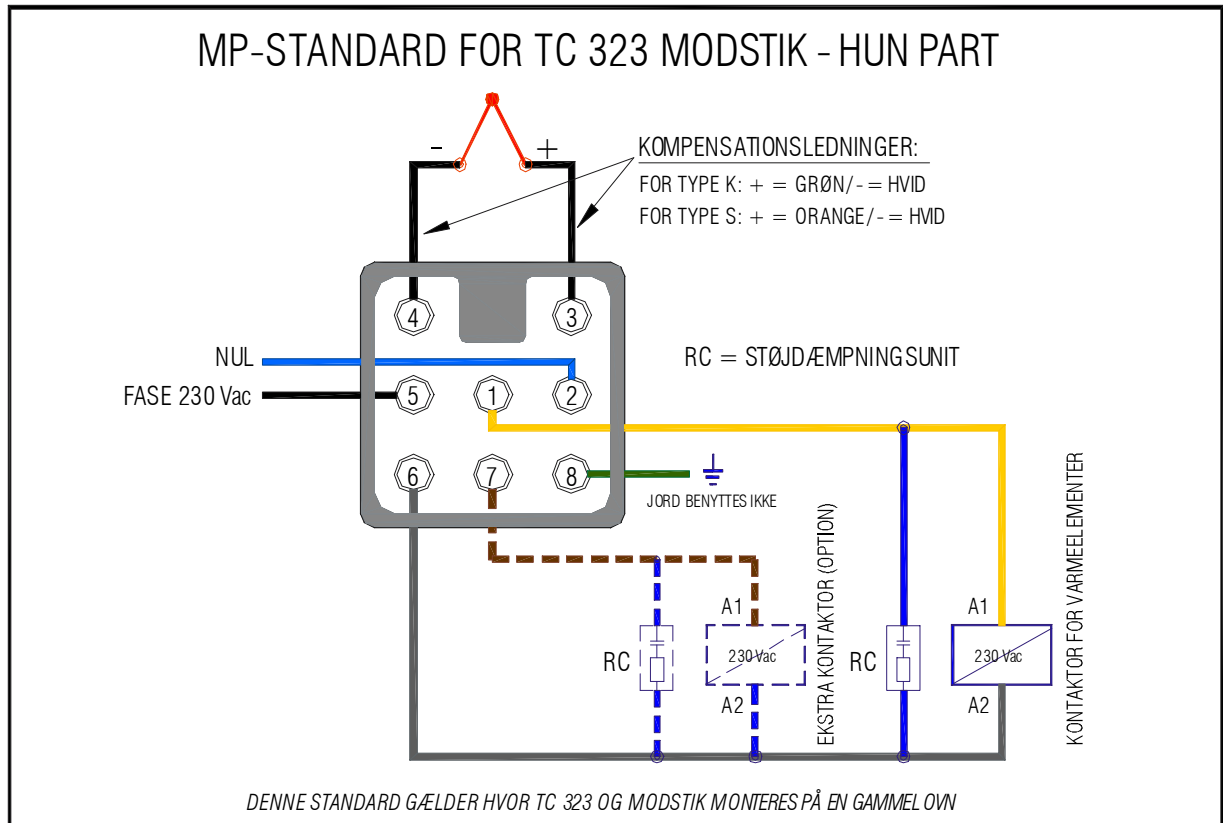 MP-STANDARD FOR TC 323 MODSTIK - HUN PART
- +
KOMPENSATIONSLEDNINGER:
FOR TYPE K: + = GRØN/- = HVID
FOR TYPE S: + = ORANGE/- = HVID
4
3
NUL
RC = STØJDÆMPNINGSUNIT
FASE 230 Vac
5
1
2
6
7
8
JORD BENYTTES IKKE
EKSTRA KONTAKTOR (OPTION)
KONTAKTOR FOR VARMEELEMENTER
A1
A1
RC
230 Vac
RC
230 Vac
A2
A2
DENNE STANDARD GÆLDER HVOR TC 323 OG MODSTIK MONTERES PÅ EN GAMMEL OVN